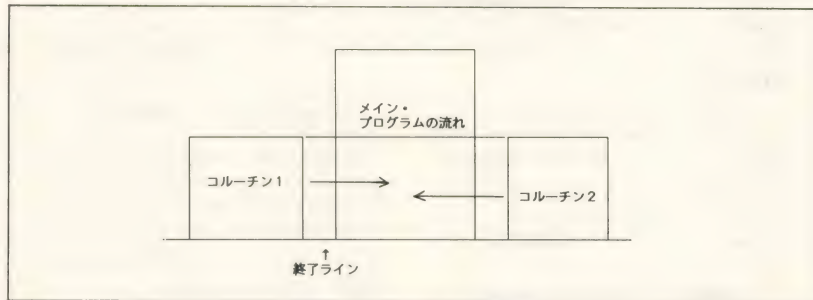 メイン・
プログラムの流れ
コルーチン1
コルーチン2
↑
終了ライン